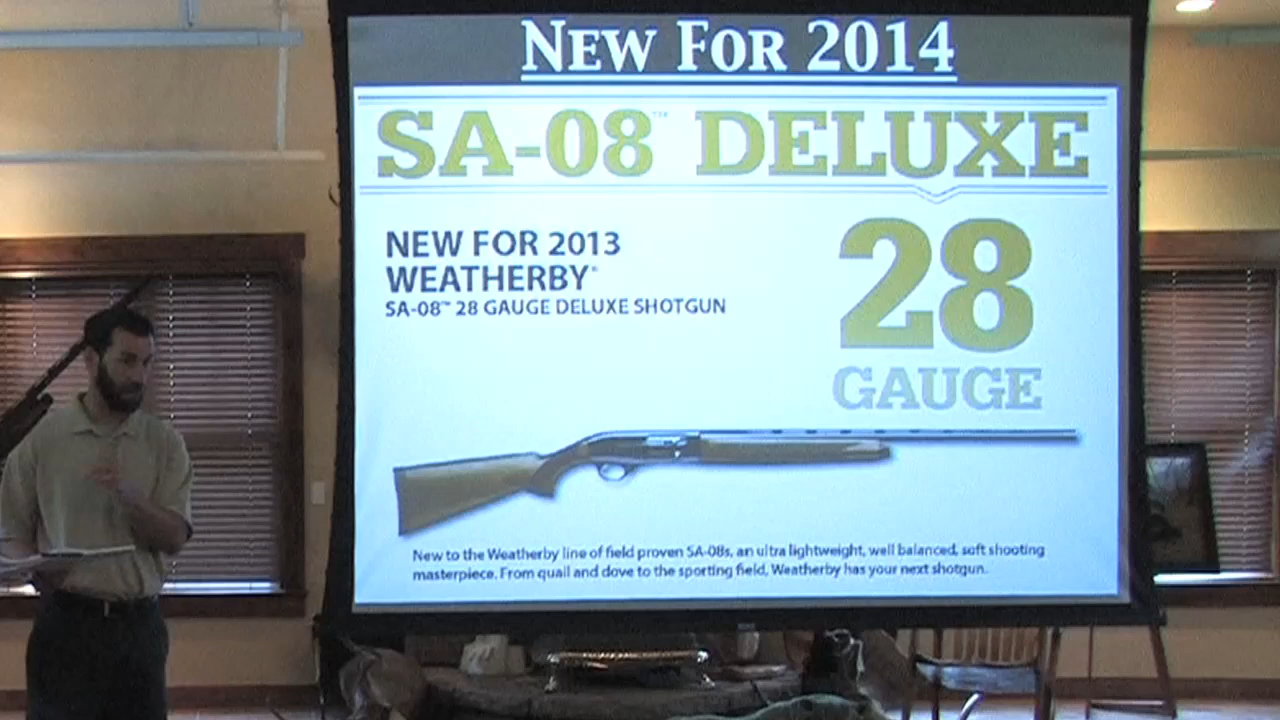 NEW FOR 2014
SA-08™ DELUXE
NEW FOR 2013
WEATHERBY®
SA-08™ 28 GAUGE DELUXE SHOTGUN
28
GAUGE
New to the Weatherby line of field proven SA-08s, an ultra lightweight, well balanced, soft shooting
masterpiece. From quail and dove to the sporting field, Weatherby has your next shotgun.